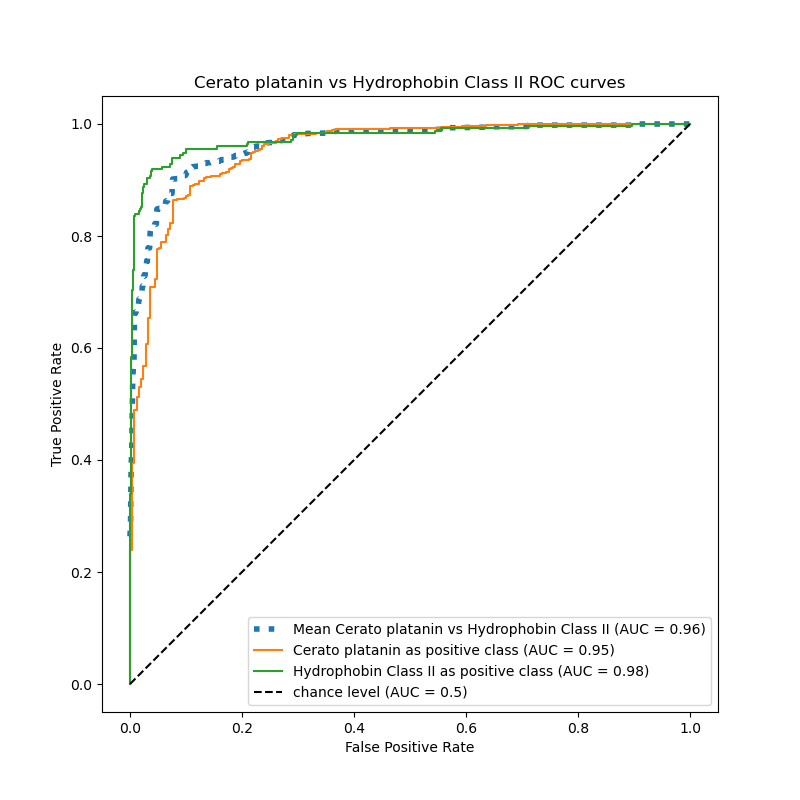 Cerato platanin vs Hydrophobin Class II ROC curves
1.0
0.8
0.6
0.4
0.2
0.0
True Positive Rate
Mean Cerato platanin vs Hydrophobin Class II (AUC = 0.96)
Cerato platanin as positive class (AUC = 0.95)
Hydrophobin Class II as positive class (AUC = 0.98)
chance level (AUC = 0.5)
0.0 0.2 0.4 0.6 0.8 1.0
False Positive Rate